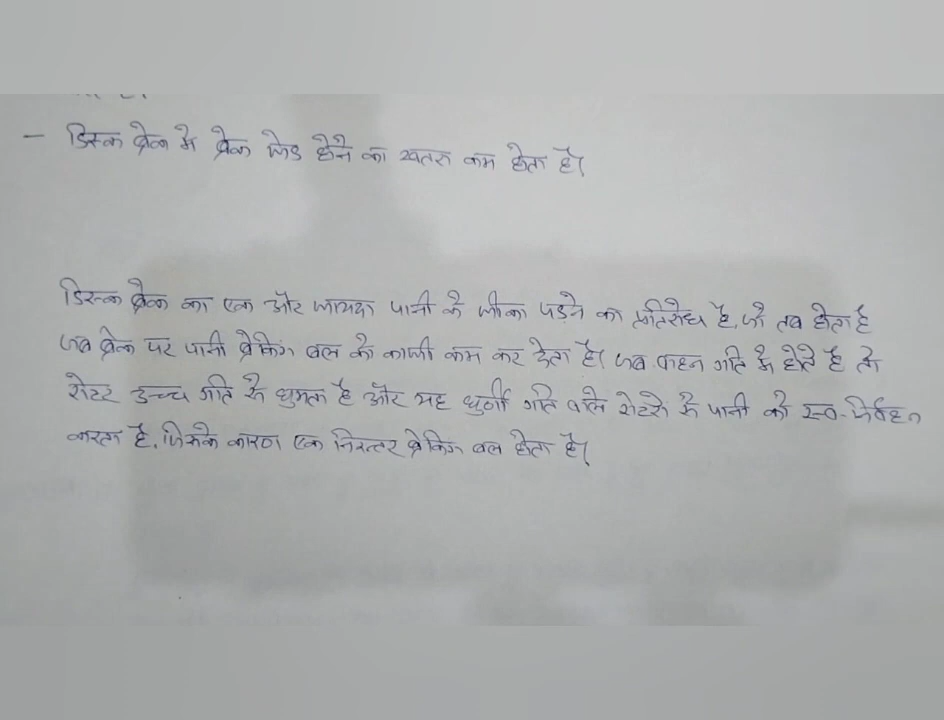 - डिस्क ब्रेक में ब्रेक फेड होने का खतरा कम होता है।
डिस्क ब्रेक का एक और फायदा पानी के फीका पड़ने का प्रतिरोध है, जो तब होता है
जब ब्रेक पर पानी ब्रेकिंग बल को काफी कम कर देता है। जब वाहन गति में होते है तो
रोटर उच्च गति से घुमता है और यह धुर्णी गति वाले रोटरो से पानी को स्व-निर्वहन
करता है, जिसके कारण एक निरन्तर ब्रेकिंग बल होता है।